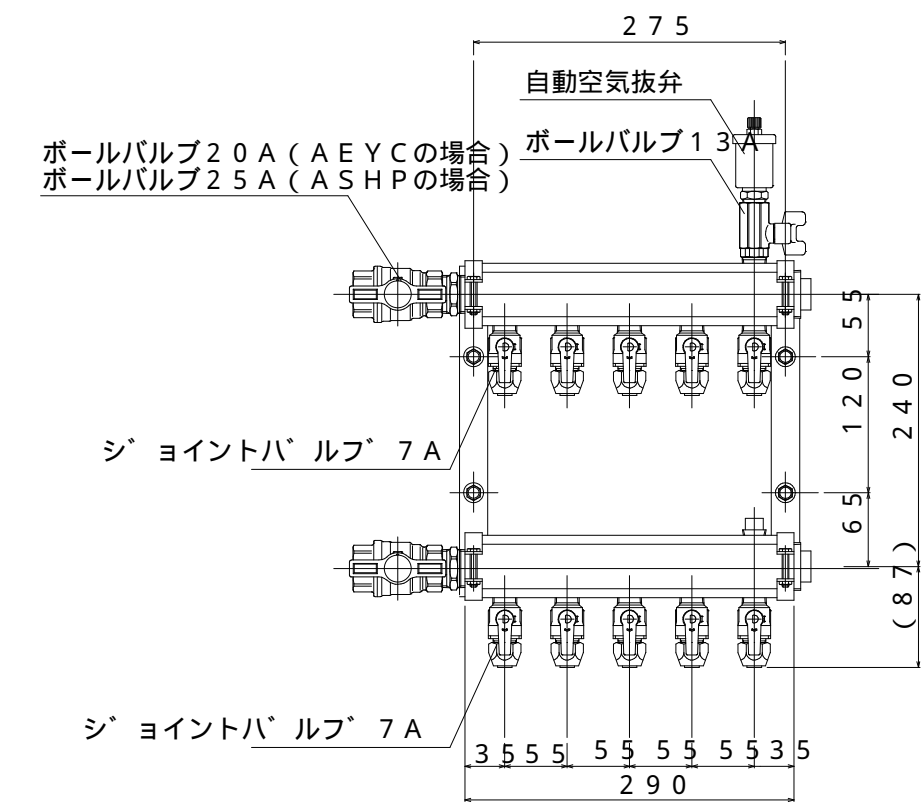 ２７５
自動空気抜弁
ボールバルブ１３Ａ
ボールバルブ２０Ａ（ＡＥＹＣの場合）
ボールバルブ２５Ａ（ＡＳＨＰの場合）
５５
１２０
２４０
ジョイントバルブ ７Ａ
６５
（８７）
ジョイントバルブ ７Ａ
３５ ５５ ５５ ５５ ５５ ３５
２９０